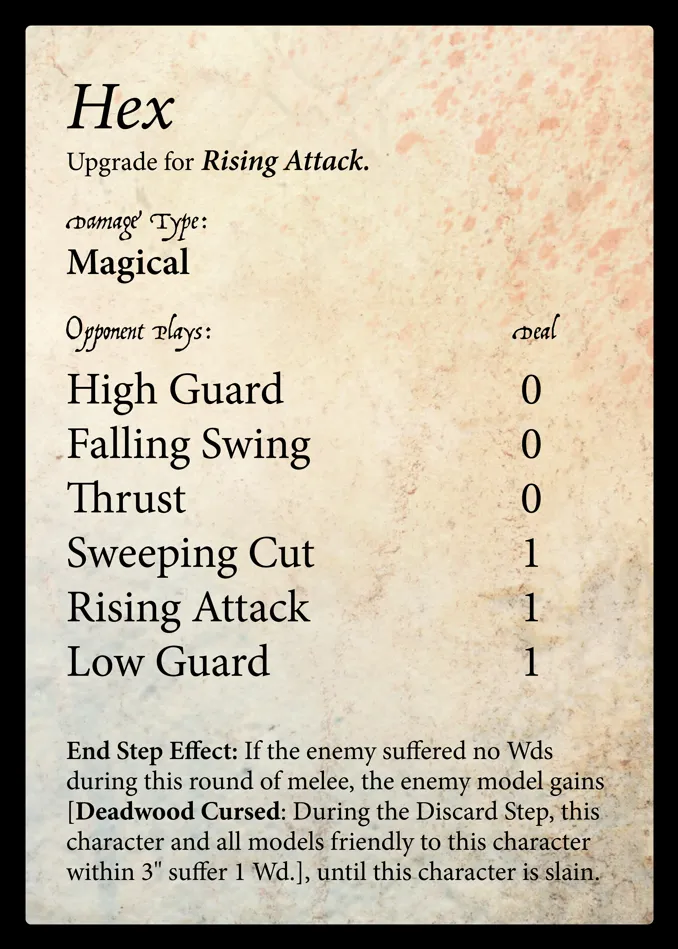 Hex
Upgrade for Rising Attack.
Damage Type:
Magical
Opponent Plays: Deal
High Guard 0
Falling Swing 0
Thrust 0
Sweeping Cut 1
Rising Attack 1
Low Guard 1
End Step Effect: If the enemy suffered no Wds
during this round of melee, the enemy model gains
[Deadwood Cursed: During the Discard Step, this
character and all models friendly to this character
within 3" suffer 1 Wd.], until this character is slain.